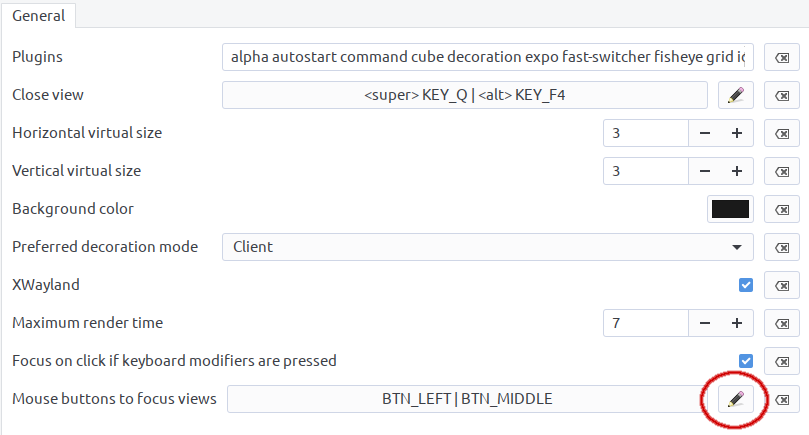 General
Plugins alpha autostart command cube decoration expo fast-switcher fisheye grid
Close view <super> KEY_Q | <alt> KEY_F4
Horizontal virtual size 3 − +
Vertical virtual size 3 − +
Background color
Preferred decoration mode Client
XWayland
Maximum render time 7 − +
Focus on click if keyboard modifiers are pressed
Mouse buttons to focus views BTN_LEFT | BTN_MIDDLE